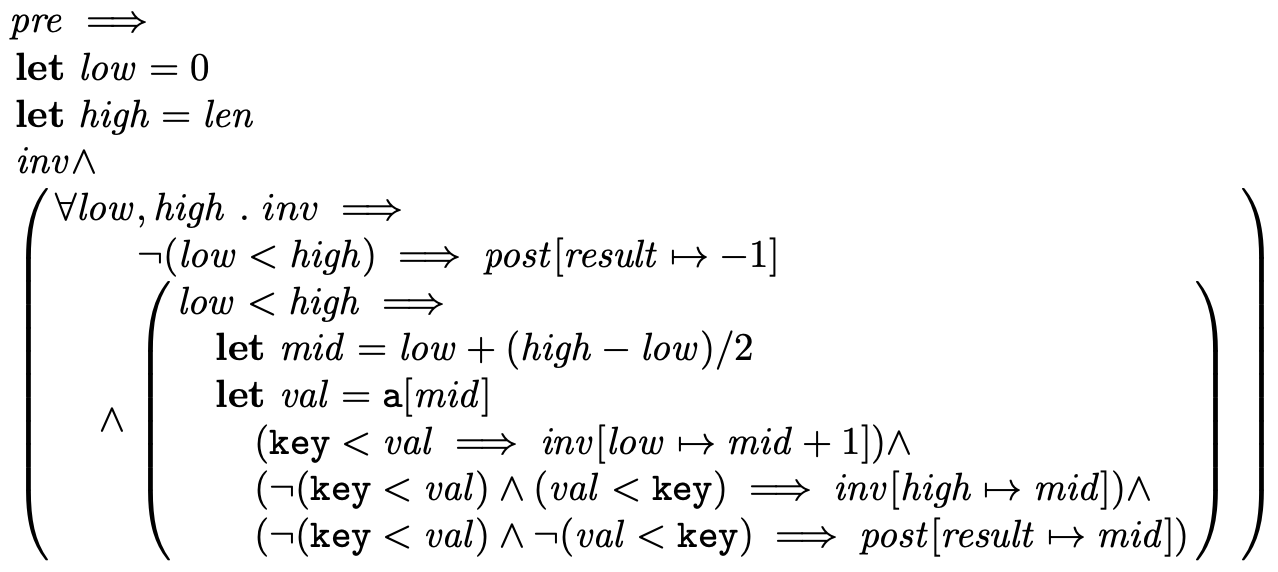 pre ⟹
let low = 0
let high = len
inv∧
∀low, high . inv ⟹
¬(low < high) ⟹ post[result ↦ −1]
low < high ⟹
let mid = low + (high − low)/2
∧
let val = a[mid]
(key < val ⟹ inv[low ↦ mid + 1])∧
(¬(key < val) ∧ (val < key) ⟹ inv[high ↦ mid])∧
(¬(key < val) ∧ ¬(val < key) ⟹ post[result ↦ mid])